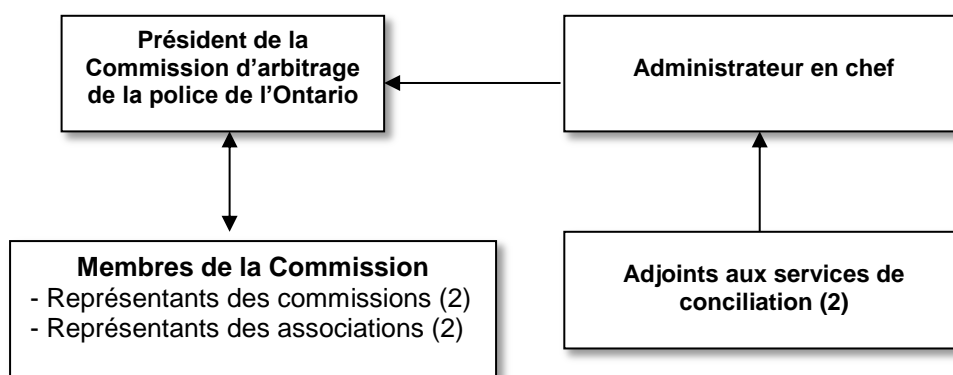 Président de la
Commission d’arbitrage
de la police de l’Ontario
Administrateur en chef
Membres de la Commission
- Représentants des commissions (2)
- Représentants des associations (2)
Adjoints aux services de
conciliation (2)